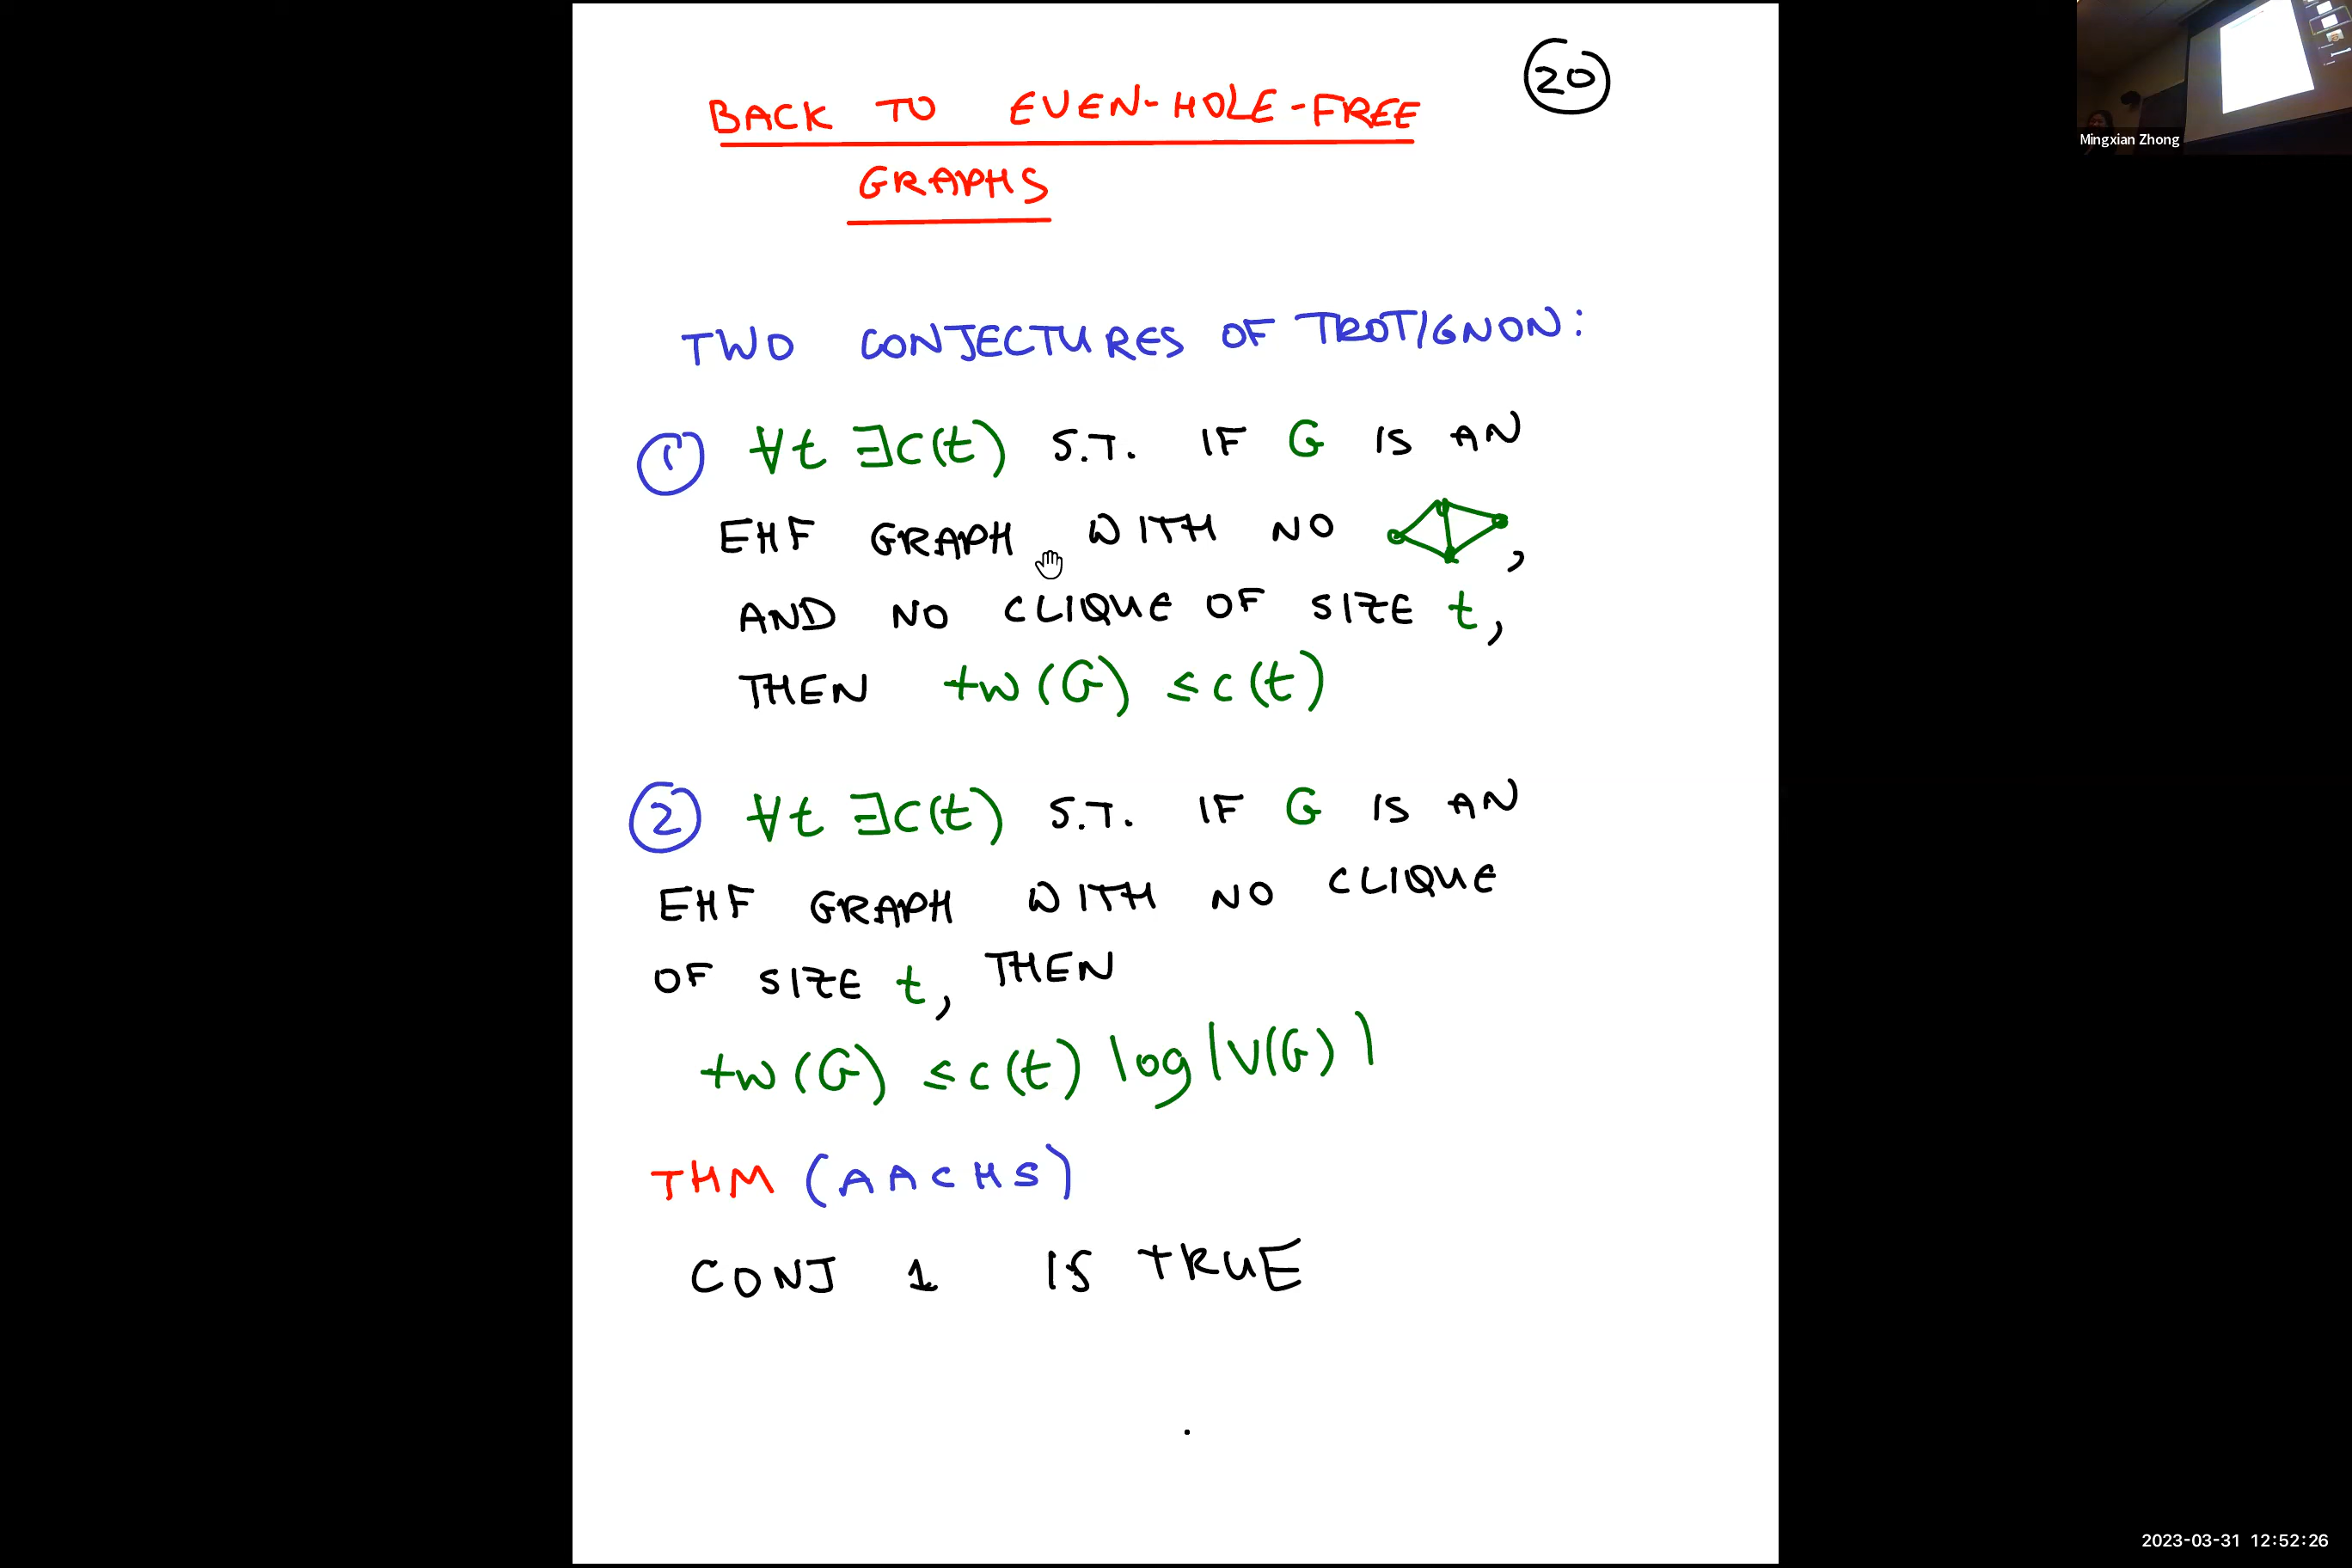 20
BACK TO EVEN-HOLE-FREE
GRAPHS
TWO CONJECTURES OF TROTIGNON:
1 ∀t ∃c(t) S.T. IF G IS AN
EHF GRAPH WITH NO ,
AND NO CLIQUE OF SIZE t,
THEN tw(G) ≤ c(t)
2 ∀t ∃c(t) S.T. IF G IS AN
EHF GRAPH WITH NO CLIQUE
OF SIZE t, THEN
tw(G) ≤ c(t) log|V(G)|
THM (AACHS)
CONJ 1 IS TRUE
Mingxian Zhong
2023-03-31 12:52:26